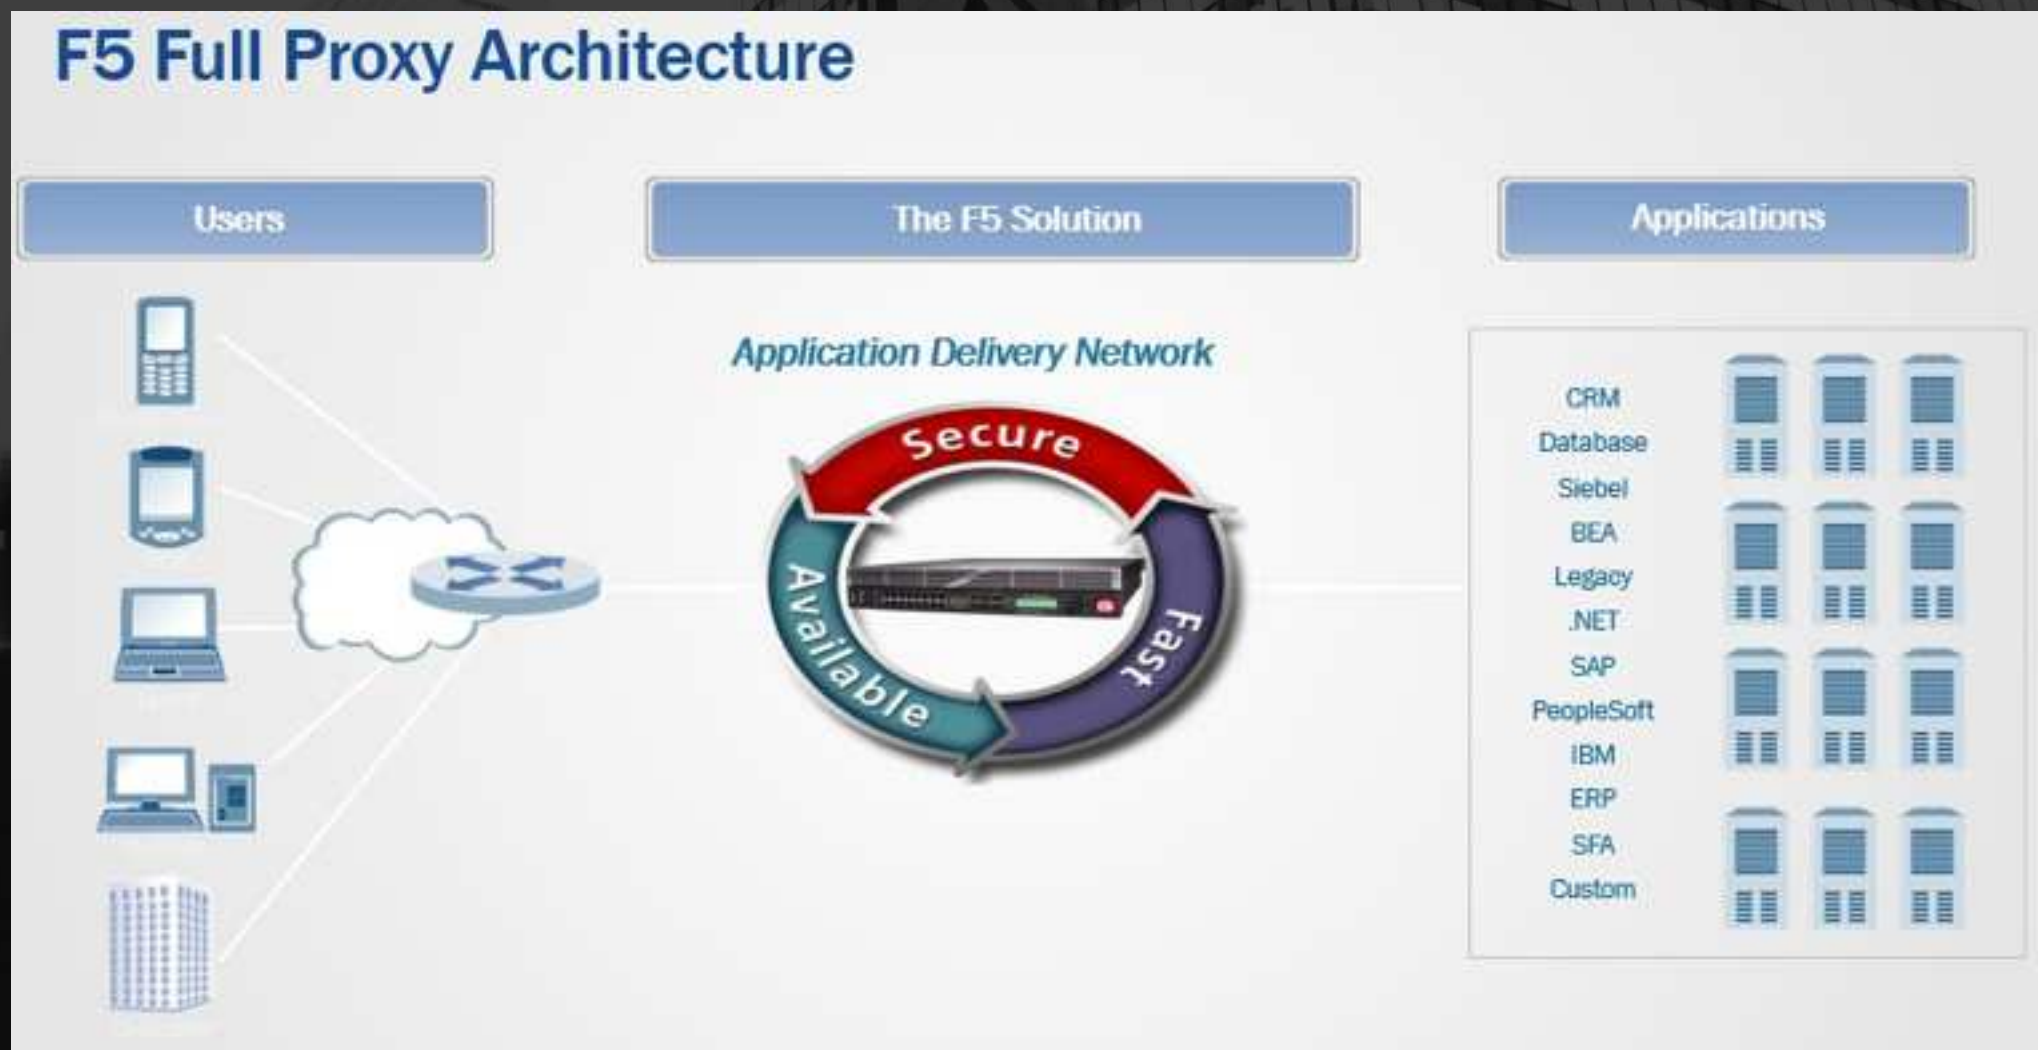 F5 Full Proxy Architecture
Users
The F5 Solution
Applications
Application Delivery Network
Secure
Available
Fast
CRM
Database
Siebel
BEA
Legacy
.NET
SAP
PeopleSoft
IBM
ERP
SFA
Custom